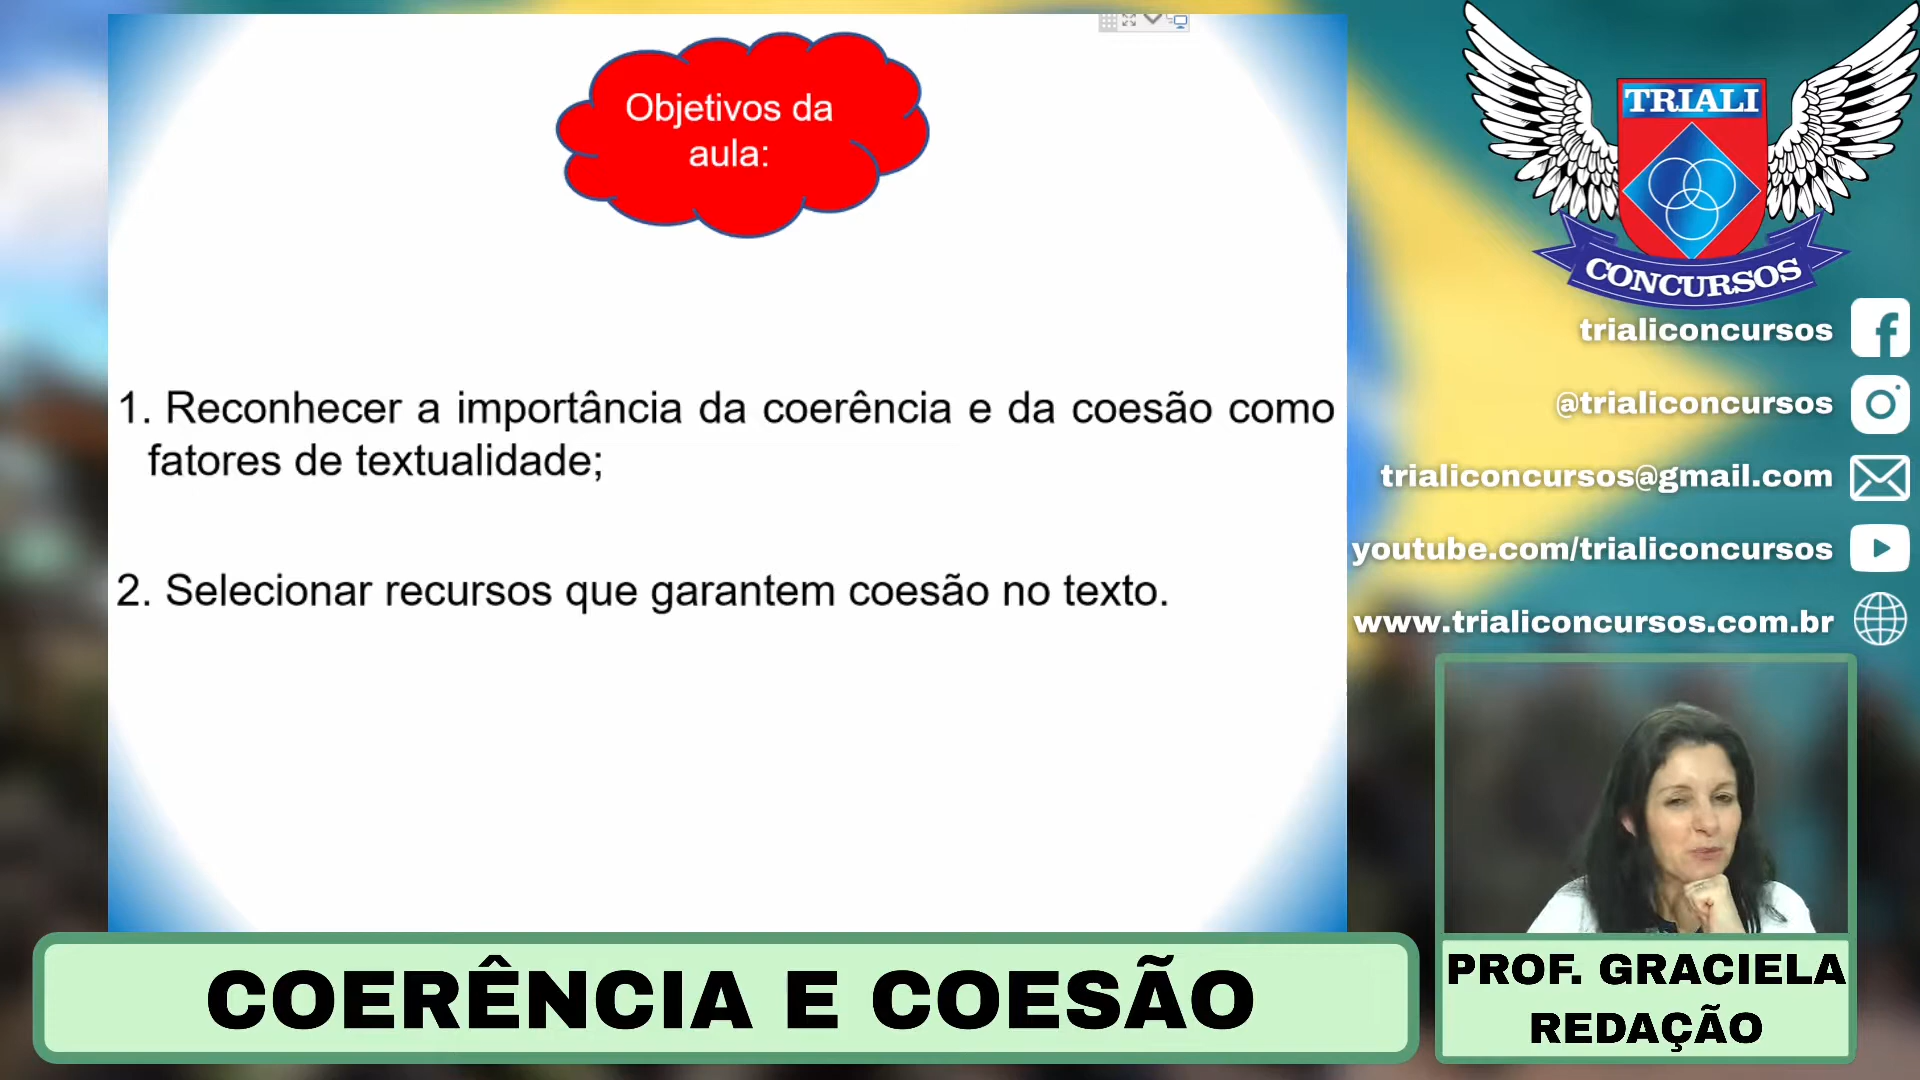 Objetivos da
aula:
1. Reconhecer a importância da coerência e da coesão como
fatores de textualidade;
2. Selecionar recursos que garantem coesão no texto.
TRIALI
CONCURSOS
trialiconcursos
@trialiconcursos
trialiconcursos@gmail.com
youtube.com/trialiconcursos
www.trialiconcursos.com.br
COERÊNCIA E COESÃO
PROF. GRACIELA
REDAÇÃO